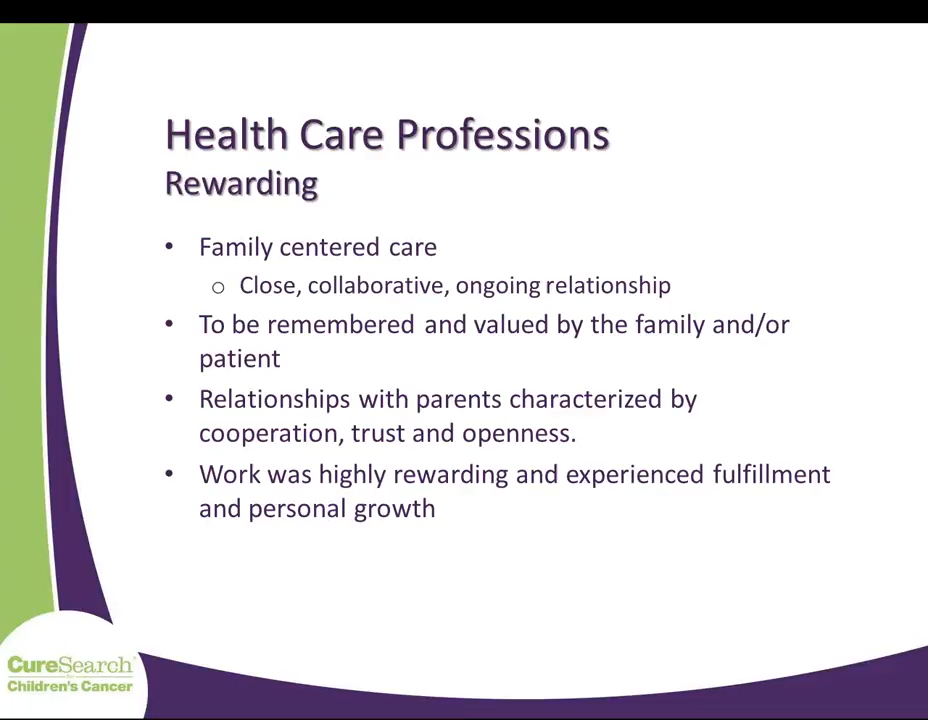 Health Care Professions
Rewarding
• Family centered care
o Close, collaborative, ongoing relationship
• To be remembered and valued by the family and/or
patient
• Relationships with parents characterized by
cooperation, trust and openness.
• Work was highly rewarding and experienced fulfillment
and personal growth
CureSearch
Children's Cancer